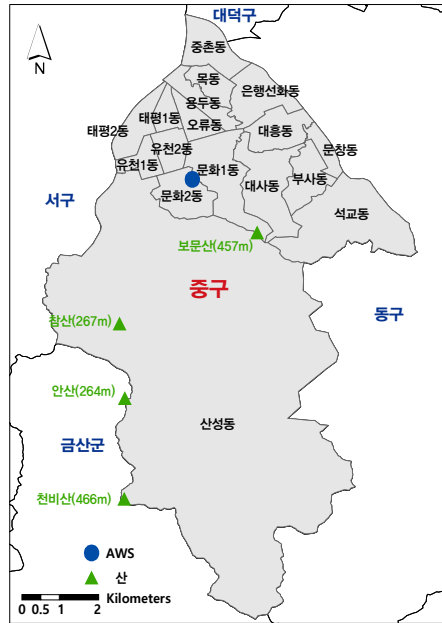 대덕구
중촌동
N
목동
은행선화동
용두동
태평1동
오류동
태평2동
대흥동
문창동
유천2동
유천1동
문화1동
대사동
부사동
문화2동
서구
석교동
보문산(457m)
중구
동구
참산(267m)
안산(264m)
산성동
금산군
천비산(466m)
AWS
산
0 0.5 1 2 Kilometers